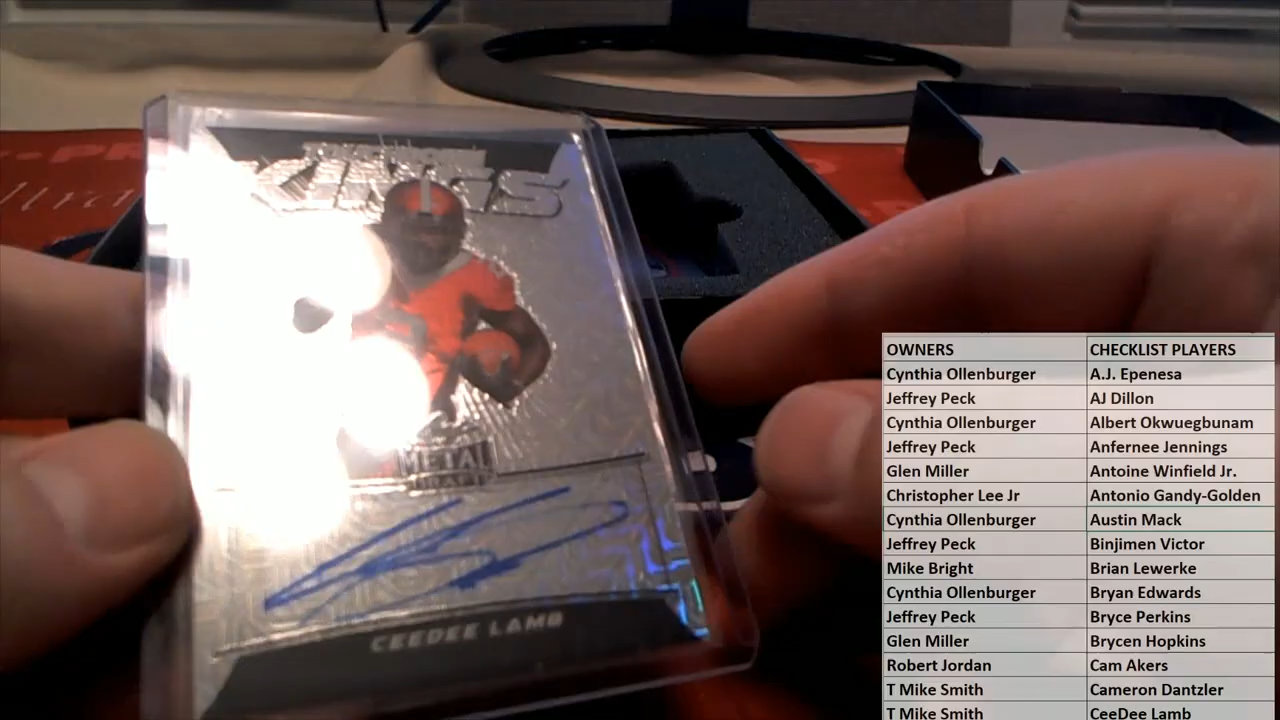 KINGS
METAL
DRAFT
CEEDEE LAMB
OWNERS CHECKLIST PLAYERS
Cynthia Ollenburger A.J. Epenesa
Jeffrey Peck AJ Dillon
Cynthia Ollenburger Albert Okwuegbunam
Jeffrey Peck Anfernee Jennings
Glen Miller Antoine Winfield Jr.
Christopher Lee Jr Antonio Gandy-Golden
Cynthia Ollenburger Austin Mack
Jeffrey Peck Binjimen Victor
Mike Bright Brian Lewerke
Cynthia Ollenburger Bryan Edwards
Jeffrey Peck Bryce Perkins
Glen Miller Brycen Hopkins
Robert Jordan Cam Akers
T Mike Smith Cameron Dantzler
T Mike Smith CeeDee Lamb